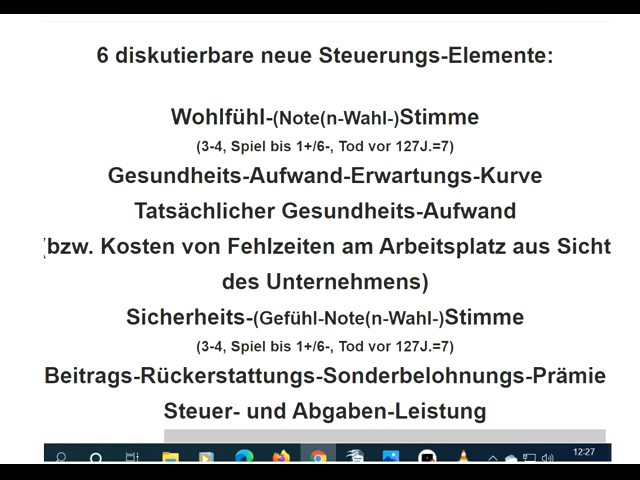 6 diskutierbare neue Steuerungs-Elemente:
Wohlfühl-(Note(n-Wahl-)Stimme
(3-4, Spiel bis 1+/6-, Tod vor 127J.=7)
Gesundheits-Aufwand-Erwartungs-Kurve
Tatsächlicher Gesundheits-Aufwand
(bzw. Kosten von Fehlzeiten am Arbeitsplatz aus Sicht
des Unternehmens)
Sicherheits-(Gefühl-Note(n-Wahl-)Stimme
(3-4, Spiel bis 1+/6-, Tod vor 127J.=7)
Beitrags-Rückerstattungs-Sonderbelohnungs-Prämie
Steuer- und Abgaben-Leistung
12:27